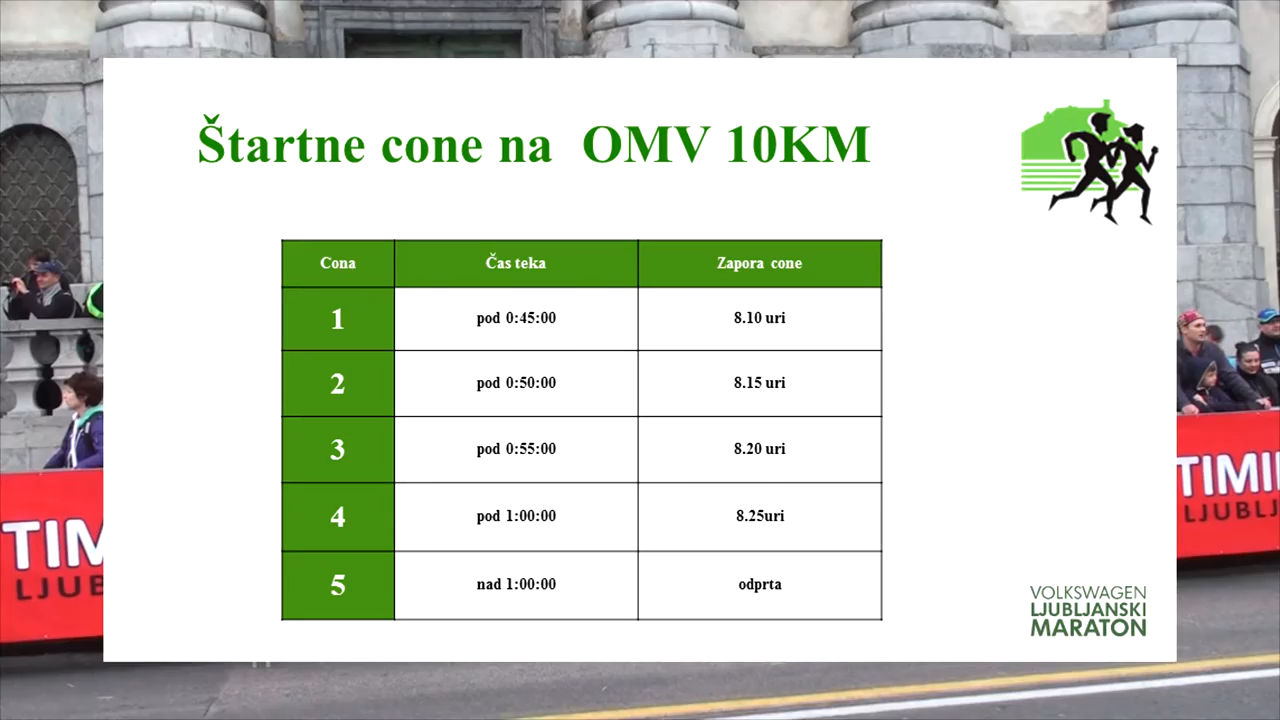 Štartne cone na OMV 10KM
Cona Čas teka Zapora cone
1 pod 0:45:00 8.10 uri
2 pod 0:50:00 8.15 uri
3 pod 0:55:00 8.20 uri
4 pod 1:00:00 8.25uri
5 nad 1:00:00 odprta
VOLKSWAGEN
LJUBLJANSKI
MARATON
TIM
LJUB
TIMI
LJUBLJ